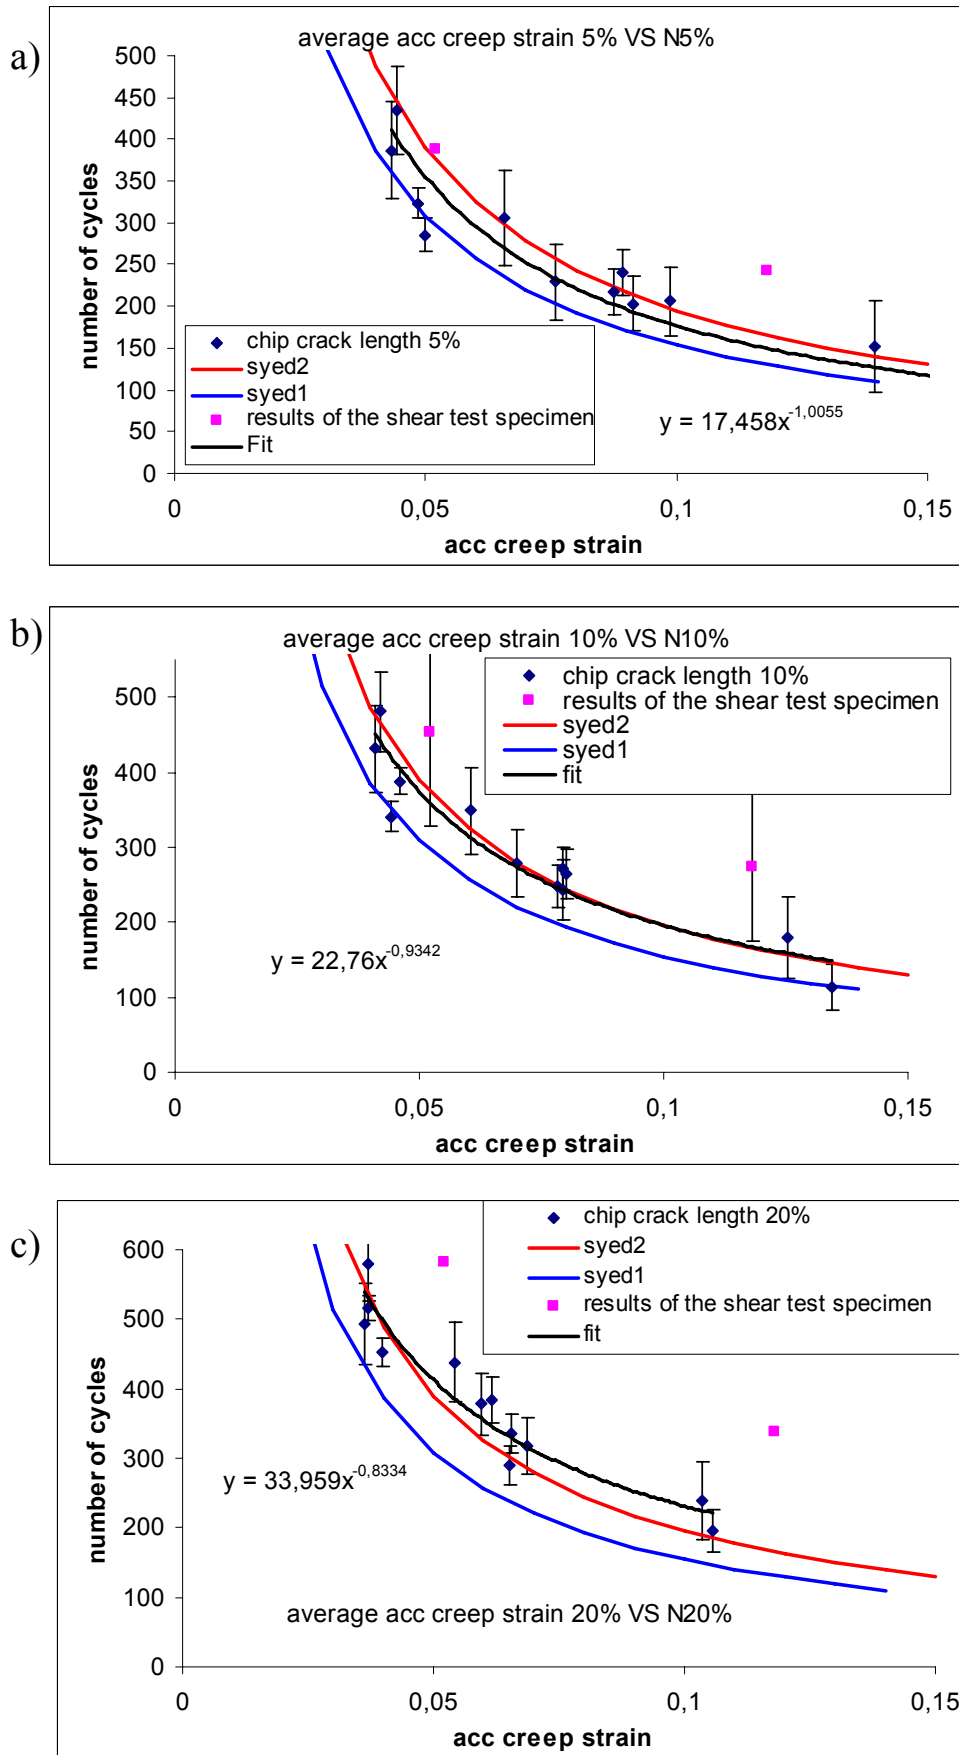 a)
average acc creep strain 5% VS N5%
500
450
400
350
300
250
200
150
100
50
0
number of cycles
chip crack length 5%
syed2
syed1
results of the shear test specimen
Fit
y = 17,458x^-1,0055
0 0,05 0,1 0,15
acc creep strain
b)
average acc creep strain 10% VS N10%
500
400
300
200
100
0
number of cycles
chip crack length 10%
results of the shear test specimen
syed2
syed1
fit
y = 22,76x^-0,9342
0 0,05 0,1 0,15
acc creep strain
c)
600
500
400
300
200
100
0
number of cycles
chip crack length 20%
syed2
syed1
results of the shear test specimen
fit
y = 33,959x^-0,8334
average acc creep strain 20% VS N20%
0 0,05 0,1 0,15
acc creep strain